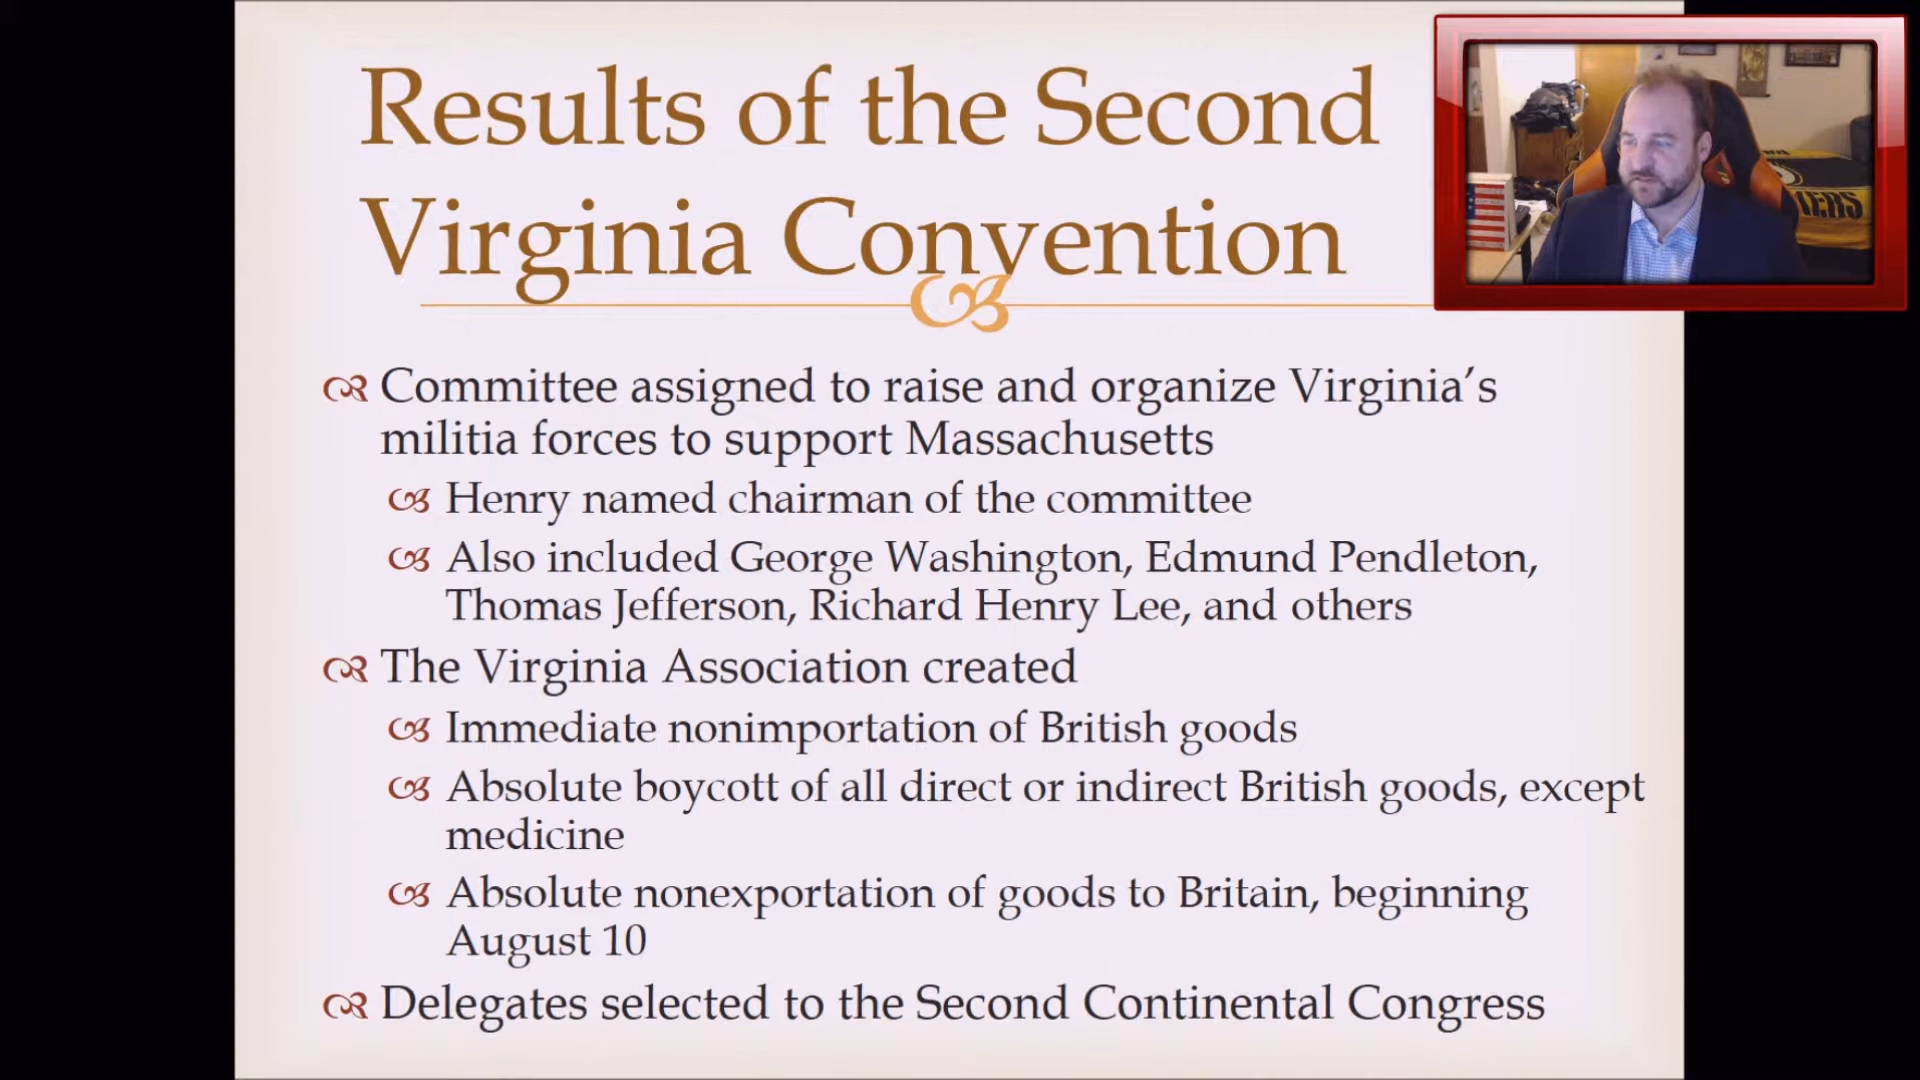 Results of the Second
Virginia Convention
Committee assigned to raise and organize Virginia’s
militia forces to support Massachusetts
Henry named chairman of the committee
Also included George Washington, Edmund Pendleton,
Thomas Jefferson, Richard Henry Lee, and others
The Virginia Association created
Immediate nonimportation of British goods
Absolute boycott of all direct or indirect British goods, except
medicine
Absolute nonexportation of goods to Britain, beginning
August 10
Delegates selected to the Second Continental Congress